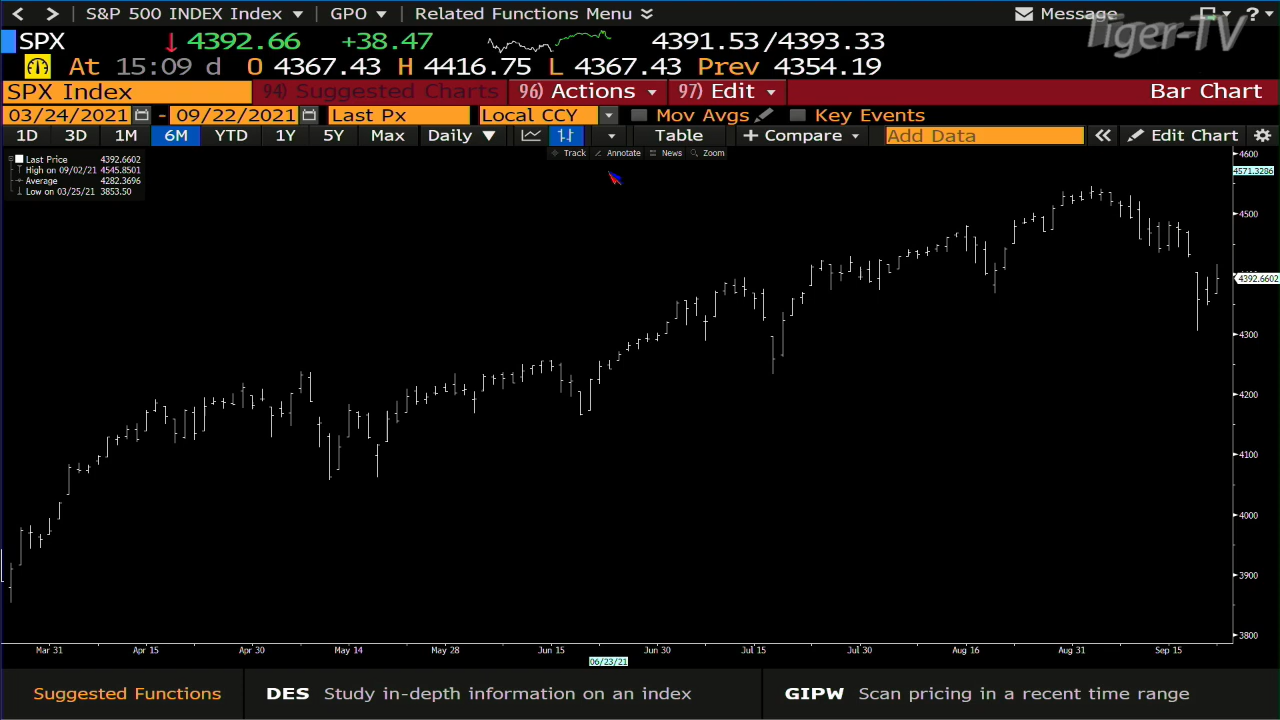 S&P 500 INDEX Index GPO Related Functions Menu Message ?
Tiger-TV
SPX 4392.66 +38.47 4391.53/4393.33
At 15:09 d O 4367.43 H 4416.75 L 4367.43 Prev 4354.19
SPX Index 94) Suggested Charts 96) Actions 97) Edit Bar Chart
03/24/2021 - 09/22/2021 Last Px Local CCY Mov Avgs Key Events
1D 3D 1M 6M YTD 1Y 5Y Max Daily Table + Compare Add Data Edit Chart
Track Annotate News Zoom
Last Price 4392.6602
High on 09/02/21 4545.8501
Average 4282.3696
Low on 03/25/21 3853.50
4600
4571.3286
4500
4392.6602
4300
4200
4100
4000
3900
3800
Mar 31 Apr 15 Apr 30 May 14 May 28 Jun 15 Jun 30 Jul 15 Jul 30 Aug 16 Aug 31 Sep 15
06/23/21
Suggested Functions DES Study in-depth information on an index GIPW Scan pricing in a recent time range